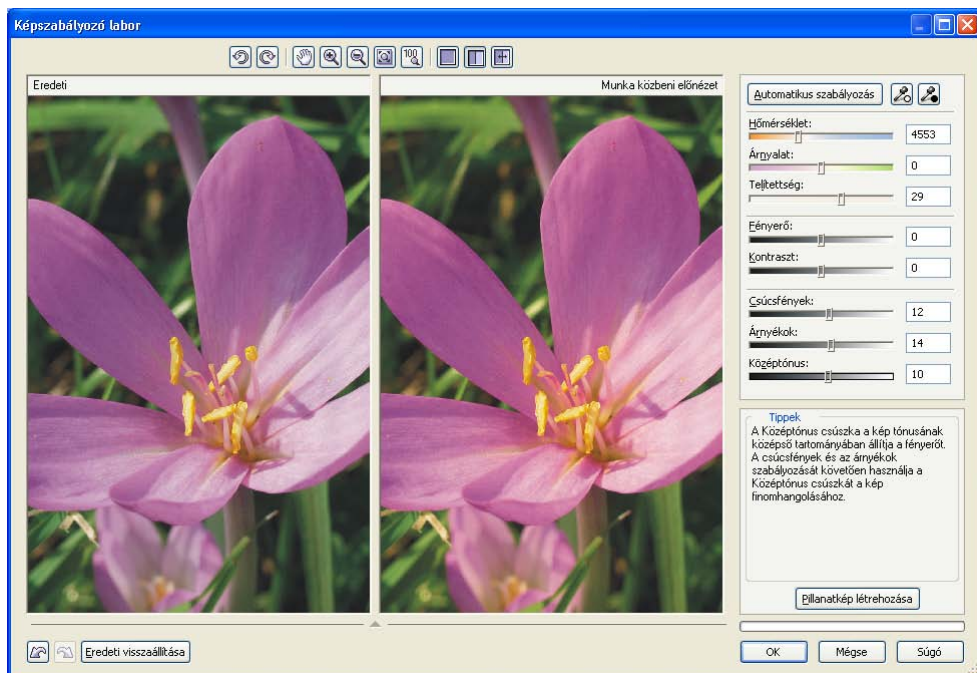 Képszabályozó labor
100
Eredeti
Munka közbeni előnézet
Automatikus szabályozás
Hőmérséklet:
4553
Árnyalat:
0
Telítettség:
29
Fényerő:
0
Kontraszt:
0
Csúcsfények:
12
Árnyékok:
14
Középtónus:
10
Tippek
A Középtónus csúszka a kép tónusának
középső tartományában állítja a fényerőt.
A csúcsfények és az árnyékok
szabályozását követően használja a
Középtónus csúszkát a kép
finomhangolásához.
Pillanatkép létrehozása
Eredeti visszaállítása
OK
Mégse
Súgó